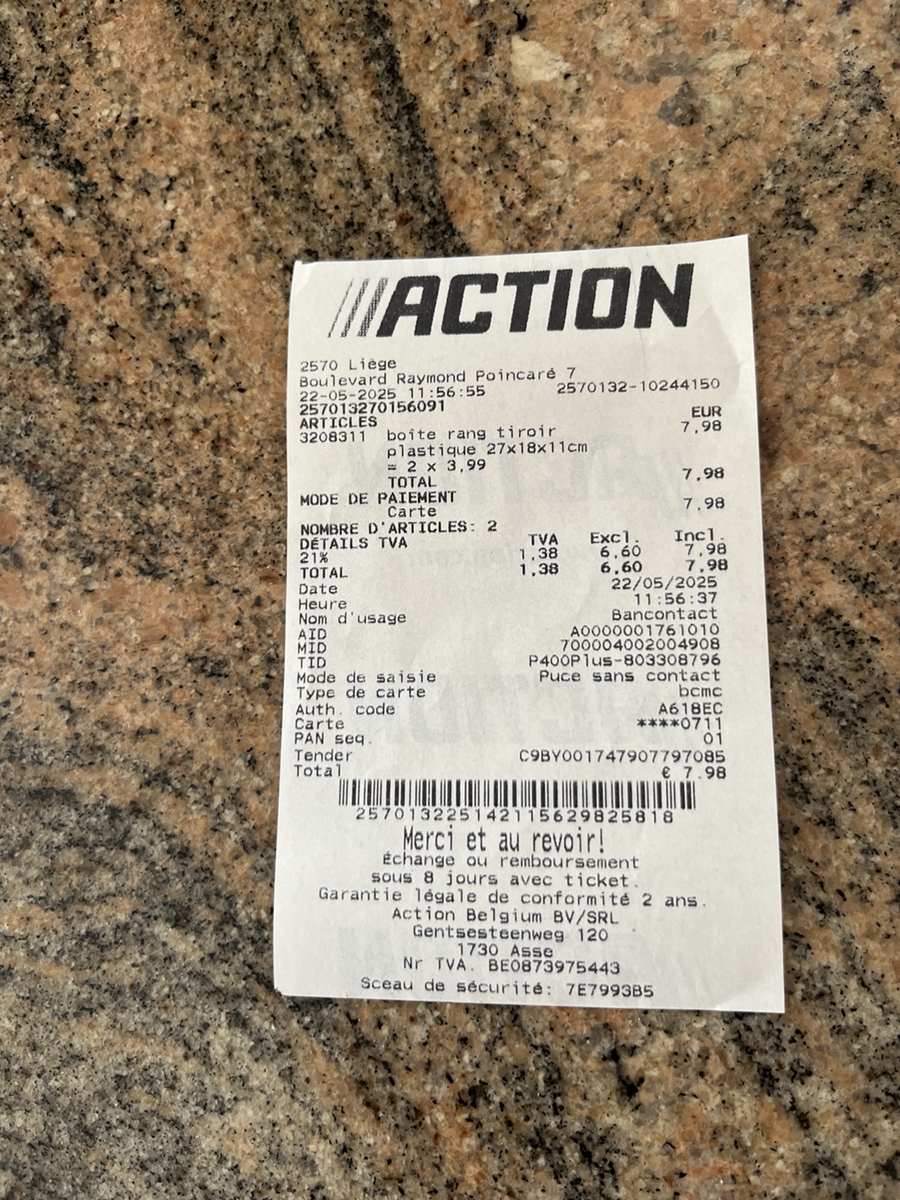 ACTION
2570 Liège
Boulevard Raymond Poincaré 7
22-05-2025 11:56:55 2570132-10244150
257013270156091
ARTICLES EUR
3208311 boîte rang tiroir 7,98
plastique 27x18x11cm
= 2 x 3,99
TOTAL 7,98
MODE DE PAIEMENT
Carte 7,98
NOMBRE D'ARTICLES: 2
DÉTAILS TVA TVA Excl. Incl.
21% 1,38 6,60 7,98
TOTAL 1,38 6,60 7,98
Date 22/05/2025
Heure 11:56:37
Nom d'usage Bancontact
AID A0000001761010
MID 700004002004908
TID P400Plus-803308796
Mode de saisie Puce sans contact
Type de carte bcmc
Auth. code A618EC
Carte ****0711
PAN seq. 01
Tender C9BY001747907797085
Total € 7.98
257013225142115629825818
Merci et au revoir!
Échange ou remboursement
sous 8 jours avec ticket.
Garantie légale de conformité 2 ans.
Action Belgium BV/SRL
Gentsesteenweg 120
1730 Asse
Nr TVA. BE0873975443
Sceau de sécurité: 7E7993B5